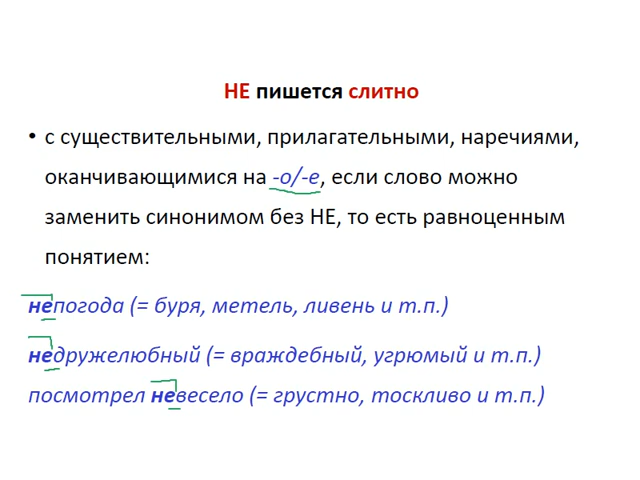 НЕ пишется слитно
• с существительными, прилагательными, наречиями,
оканчивающимися на -о/-е, если слово можно
заменить синонимом без НЕ, то есть равноценным
понятием:
непогода (= буря, метель, ливень и т.п.)
недружелюбный (= враждебный, угрюмый и т.п.)
посмотрел невесело (= грустно, тоскливо и т.п.)